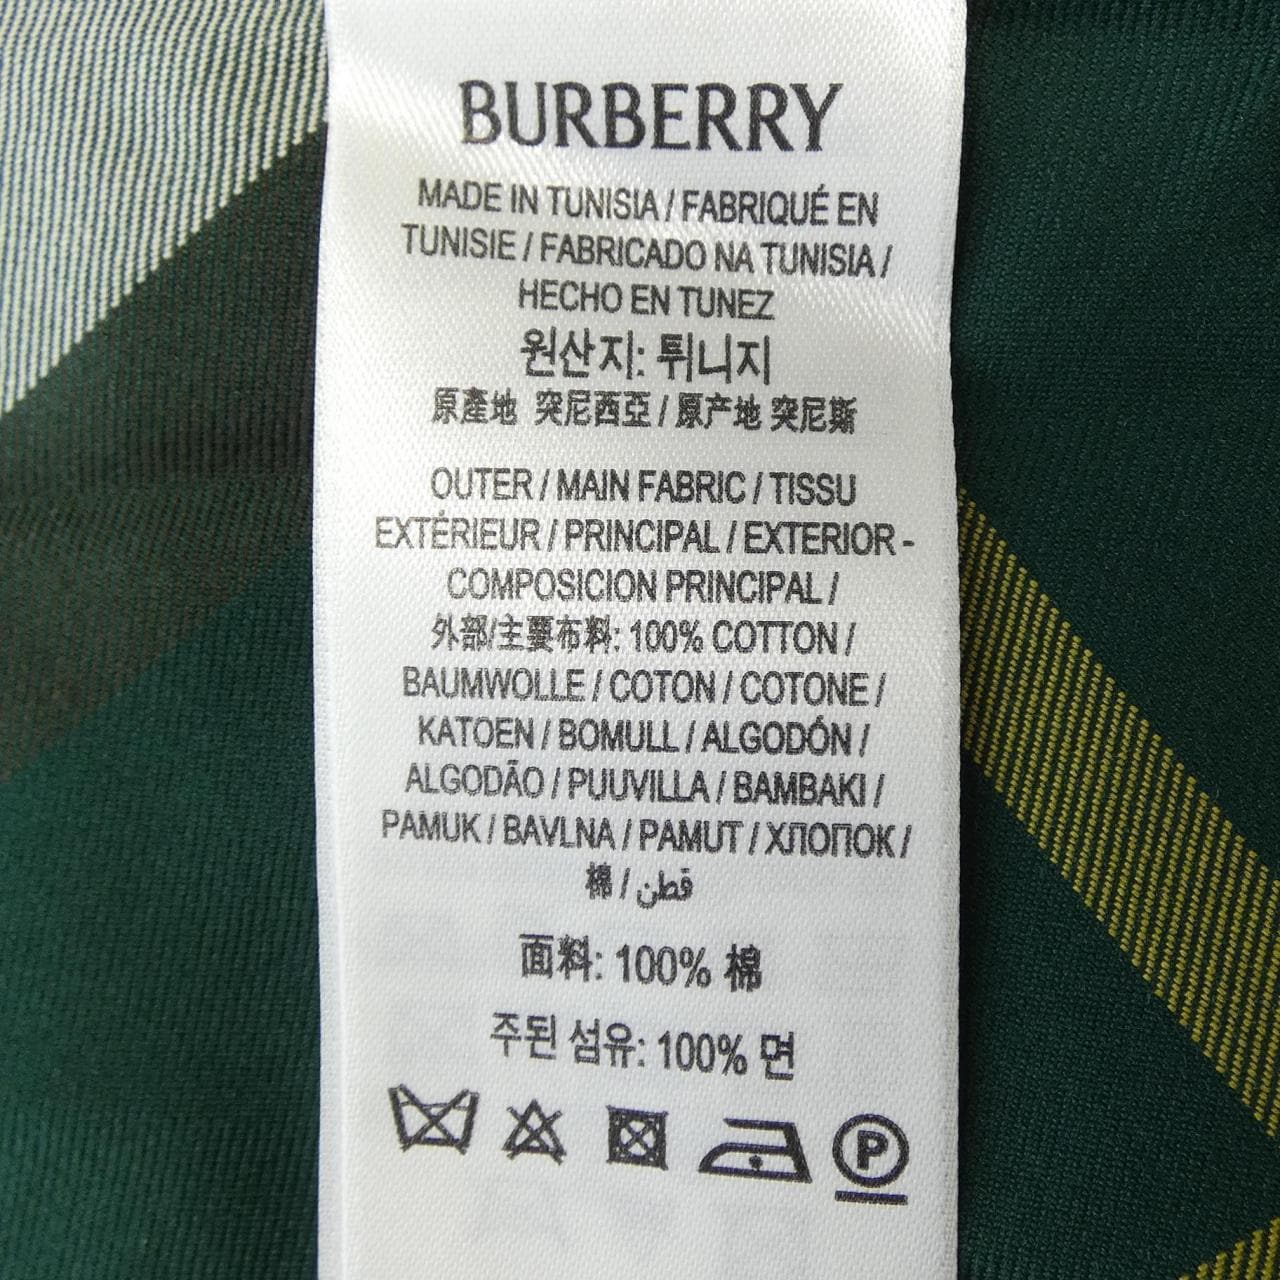 BURBERRY
MADE IN TUNISIA / FABRIQUÉ EN
TUNISIE / FABRICADO NA TUNISIA /
HECHO EN TUNEZ
원산지: 튀니지
原產地 突尼西亞 / 原产地 突尼斯
OUTER / MAIN FABRIC / TISSU
EXTÉRIEUR / PRINCIPAL / EXTERIOR -
COMPOSICION PRINCIPAL /
外部/主要布料: 100% COTTON /
BAUMWOLLE / COTON / COTONE /
KATOEN / BOMULL / ALGODÓN /
ALGODÃO / PUUVILLA / BAMBAKI /
PAMUK / BAVLNA / PAMUT / ХЛОПОК /
棉 / قطن
面料: 100% 棉
주된 섬유: 100% 면
P